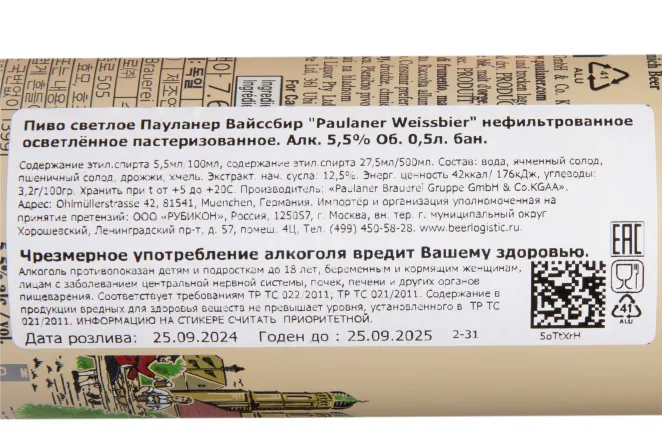 Пиво светлое Пауланер Вайссбир "Paulaner Weissbier" нефильтрованное
осветлённое пастеризованное. Алк. 5,5% Об. 0,5л. бан.
Содержание этил.спирта 5,5мл 100мл, содержание этил.спирта 27,5мл/500мл. Состав: вода, ячменный солод,
пшеничный солод, дрожжи, хмель. Экстракт. нач. сусла: 12,5%. Энерг. ценность 42ккал/ 176кДж, углеводы:
3,2г/100гр. Хранить при t от +5 до +20С. Производитель: «Paulaner Brauerei Gruppe GmbH & Co.KGAA».
Адрес: Ohlmüllerstrasse 42, 81541, Muenchen, Германия. Импортёр и организация уполномоченная на
принятие претензий: ООО «РУБИКОН», Россия, 125057, г. Москва, вн. тер. г. муниципальный округ
Хорошевский, Ленинградский пр-т, д. 57, помещ. 4Ц, Тел. (499) 450-58-28. www.beerlogistic.ru.
Чрезмерное употребление алкоголя вредит Вашему здоровью.
Алкоголь противопоказан детям и подросткам до 18 лет, беременным и кормящим женщинам,
лицам с заболеванием центральной нервной системы, почек, печени и других органов
пищеварения. Соответствует требованиям ТР ТС 022/2011, ТР ТС 021/2011. Содержание в
продукции вредных для здоровья веществ не превышает уровня, установленного в ТР ТС
021/2011. ИНФОРМАЦИЮ НА СТИКЕРЕ СЧИТАТЬ ПРИОРИТЕТНОЙ.
Дата розлива: 25.09.2024 Годен до : 25.09.2025 2-31
EAC
41
ALU
5oTtXrH
41
ALU